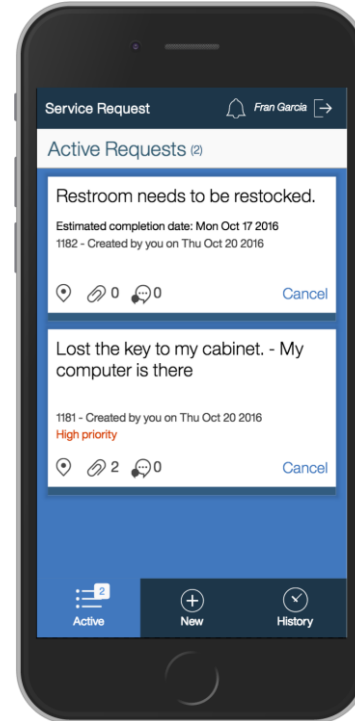 Service Request
Fran Garcia
Active Requests (2)
Restroom needs to be restocked.
Estimated completion date: Mon Oct 17 2016
1182 - Created by you on Thu Oct 20 2016
0 0 Cancel
Lost the key to my cabinet. - My
computer is there
1181 - Created by you on Thu Oct 20 2016
High priority
2 0 Cancel
2
Active New History